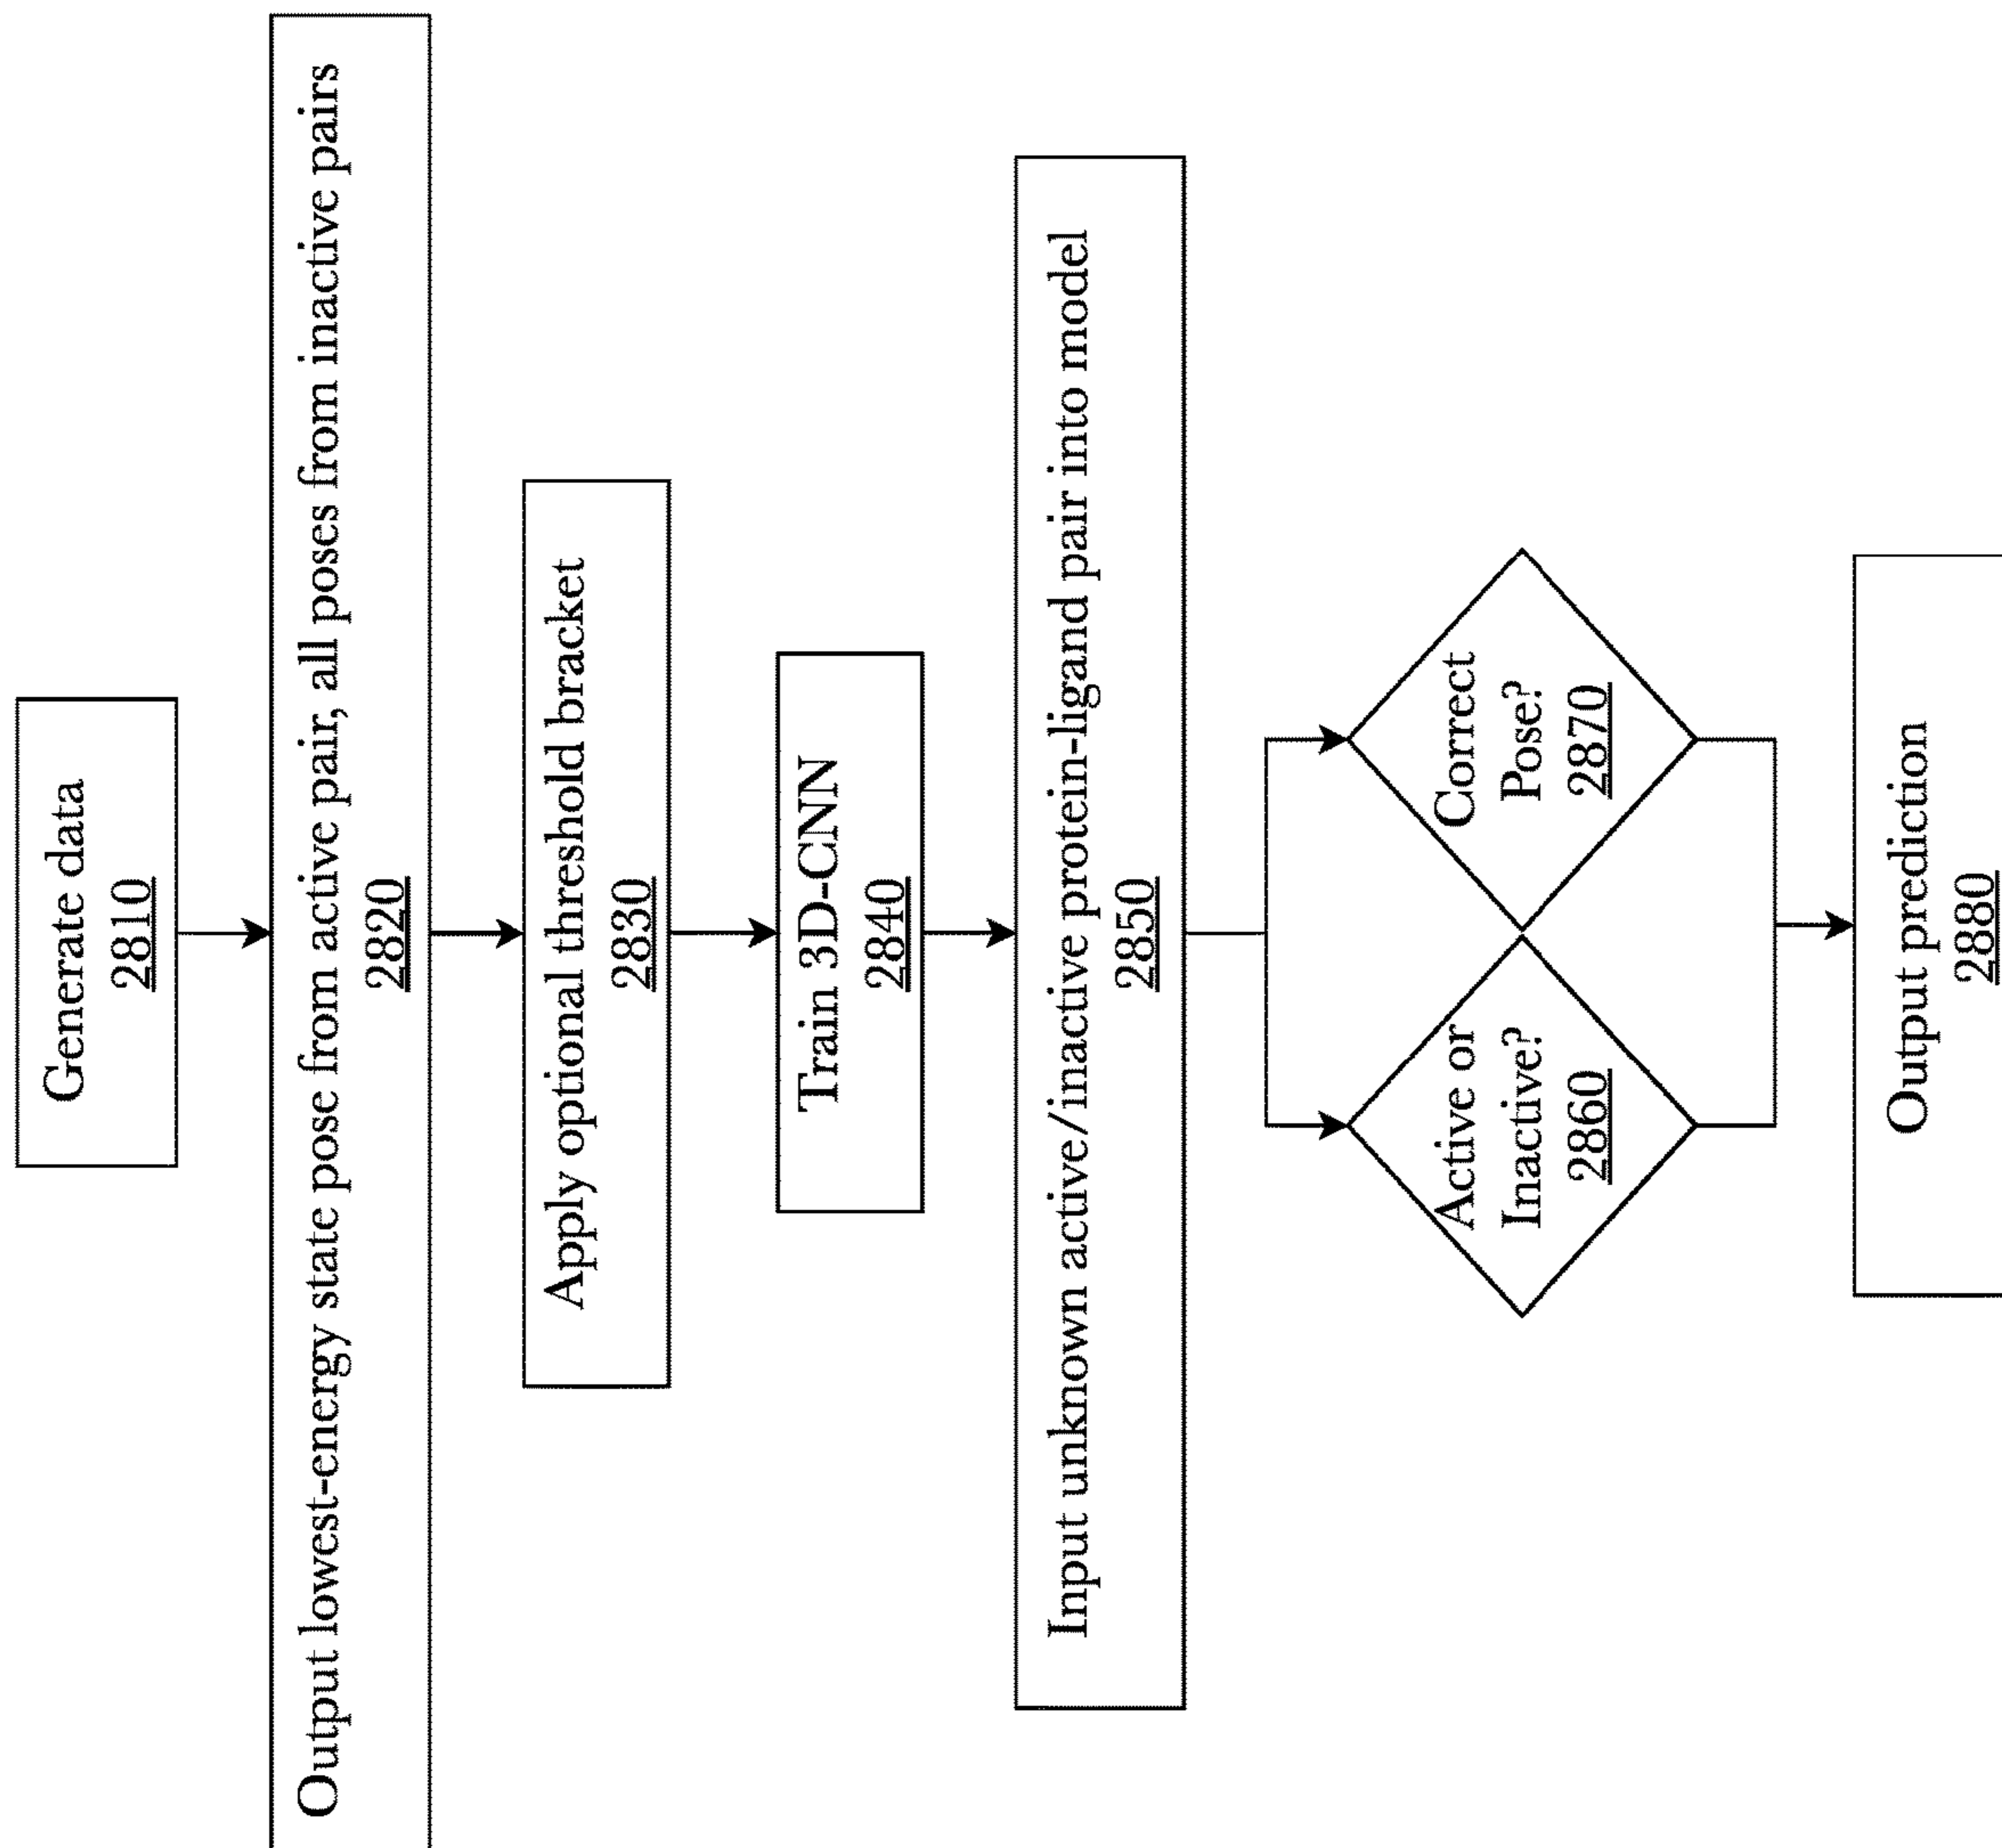 Generate data
2810
Output lowest-energy state pose from active pair, all poses from inactive pairs
2820
Apply optional threshold bracket
2830
Train 3D-CNN
2840
Input unknown active/inactive protein-ligand pair into model
2850
Active or
Inactive?
2860
Correct
Pose?
2870
Output prediction
2880